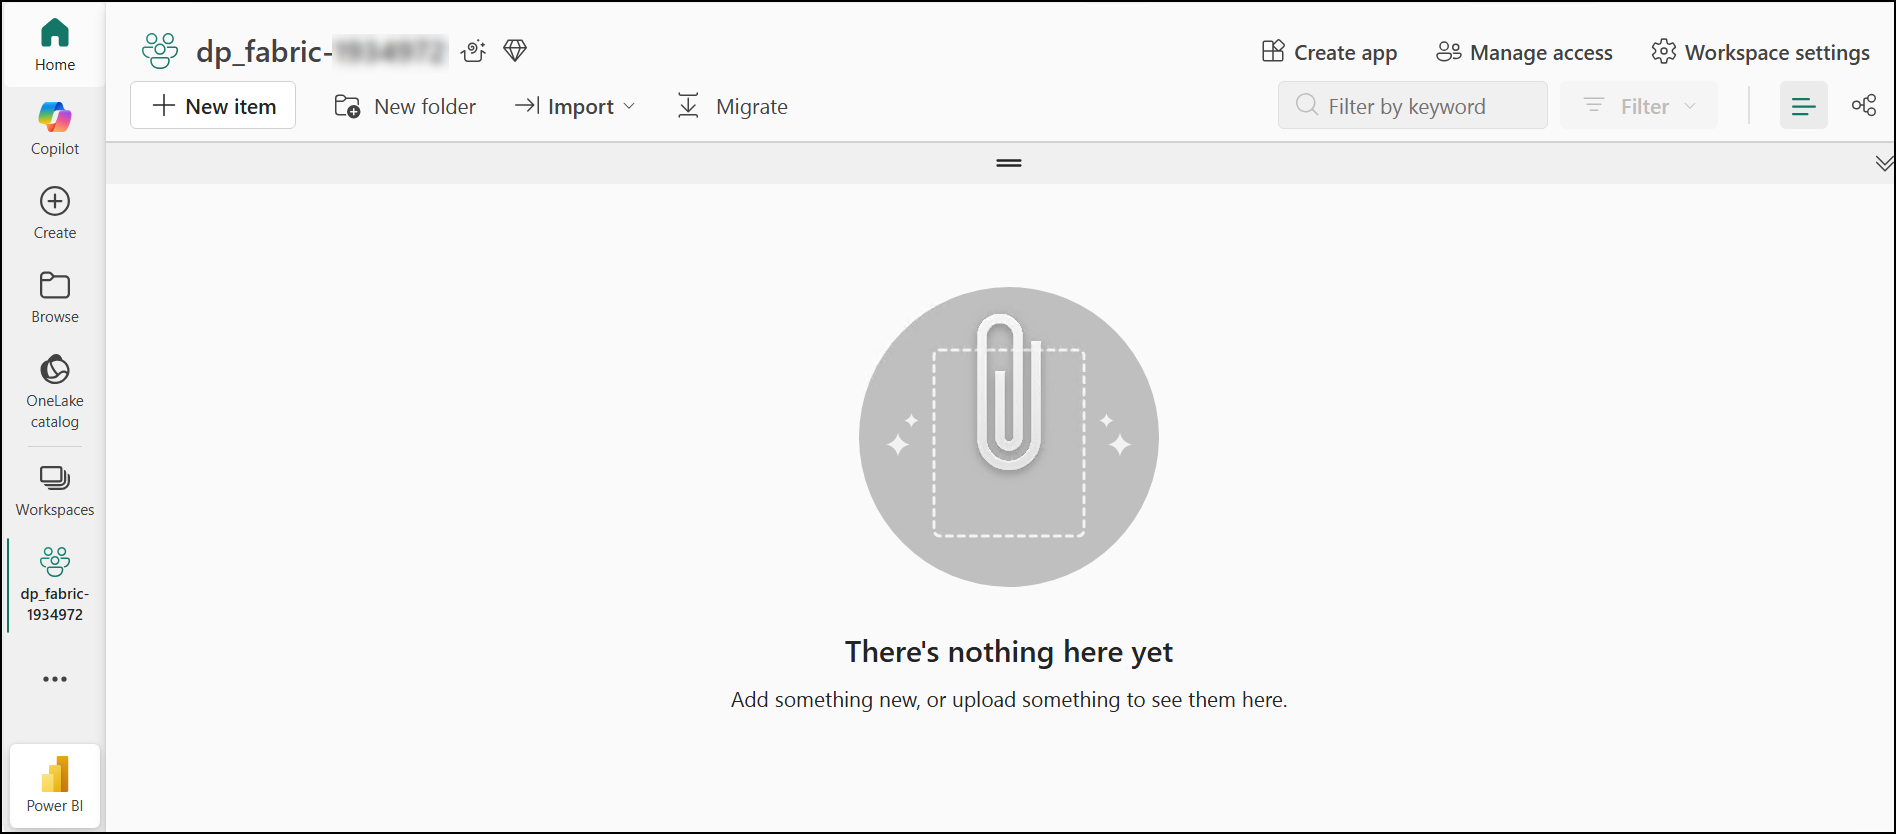 Home
Copilot
Create
Browse
OneLake
catalog
Workspaces
dp_fabric-
1934972
Power BI
dp_fabric-
Create app
Manage access
Workspace settings
New item
New folder
Import
Migrate
Filter by keyword
Filter
There's nothing here yet
Add something new, or upload something to see them here.